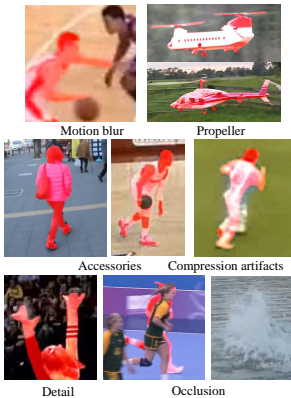 Motion blur
Propeller
Accessories
Compression artifacts
Detail
Occlusion